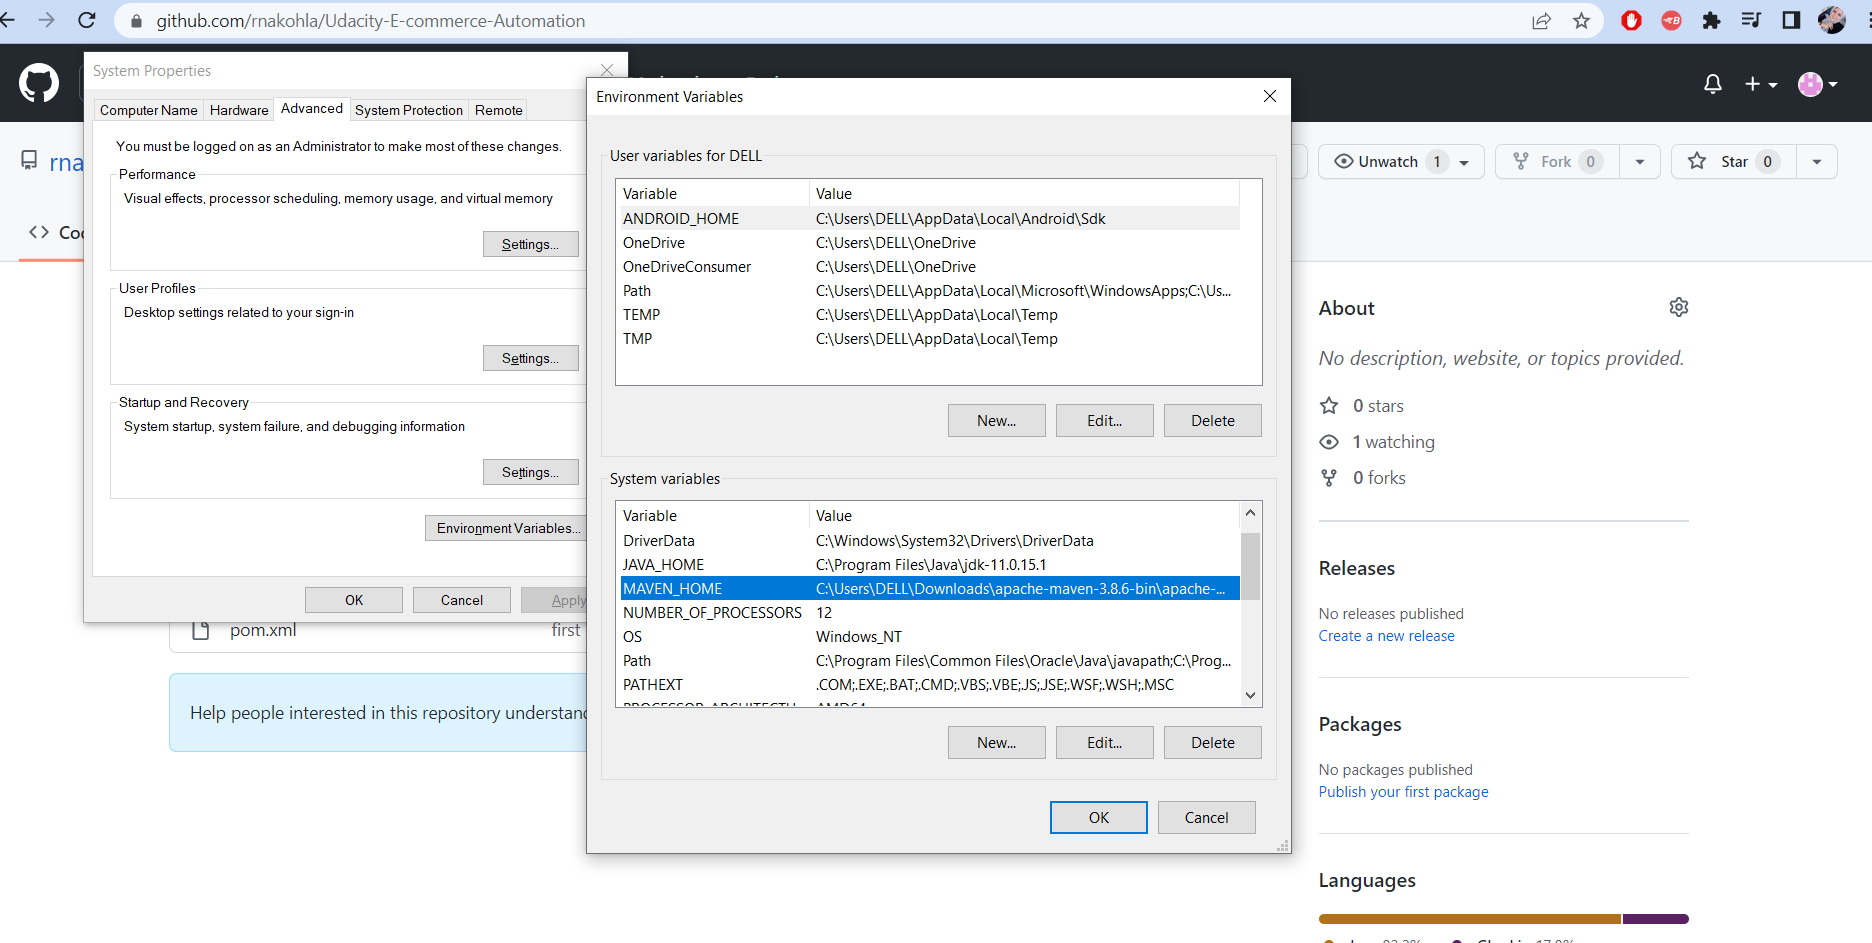 github.com/rnakohla/Udacity-E-commerce-Automation
System Properties
Computer Name Hardware Advanced System Protection Remote
You must be logged on as an Administrator to make most of these changes.
Performance
Visual effects, processor scheduling, memory usage, and virtual memory
Settings...
User Profiles
Desktop settings related to your sign-in
Settings...
Startup and Recovery
System startup, system failure, and debugging information
Settings...
Environment Variables...
OK Cancel Apply
rna
Co
pom.xml first
Help people interested in this repository understand
Environment Variables
User variables for DELL
Variable Value
ANDROID_HOME C:\Users\DELL\AppData\Local\Android\Sdk
OneDrive C:\Users\DELL\OneDrive
OneDriveConsumer C:\Users\DELL\OneDrive
Path C:\Users\DELL\AppData\Local\Microsoft\WindowsApps;C:\Us...
TEMP C:\Users\DELL\AppData\Local\Temp
TMP C:\Users\DELL\AppData\Local\Temp
New... Edit... Delete
System variables
Variable Value
DriverData C:\Windows\System32\Drivers\DriverData
JAVA_HOME C:\Program Files\Java\jdk-11.0.15.1
MAVEN_HOME C:\Users\DELL\Downloads\apache-maven-3.8.6-bin\apache-...
NUMBER_OF_PROCESSORS 12
OS Windows_NT
Path C:\Program Files\Common Files\Oracle\Java\javapath;C:\Prog...
PATHEXT .COM;.EXE;.BAT;.CMD;.VBS;.VBE;.JS;.JSE;.WSF;.WSH;.MSC
PROCESSOR_ARCHITECTU AMD64
New... Edit... Delete
OK Cancel
Unwatch 1 Fork 0 Star 0
About
No description, website, or topics provided.
0 stars
1 watching
0 forks
Releases
No releases published
Create a new release
Packages
No packages published
Publish your first package
Languages